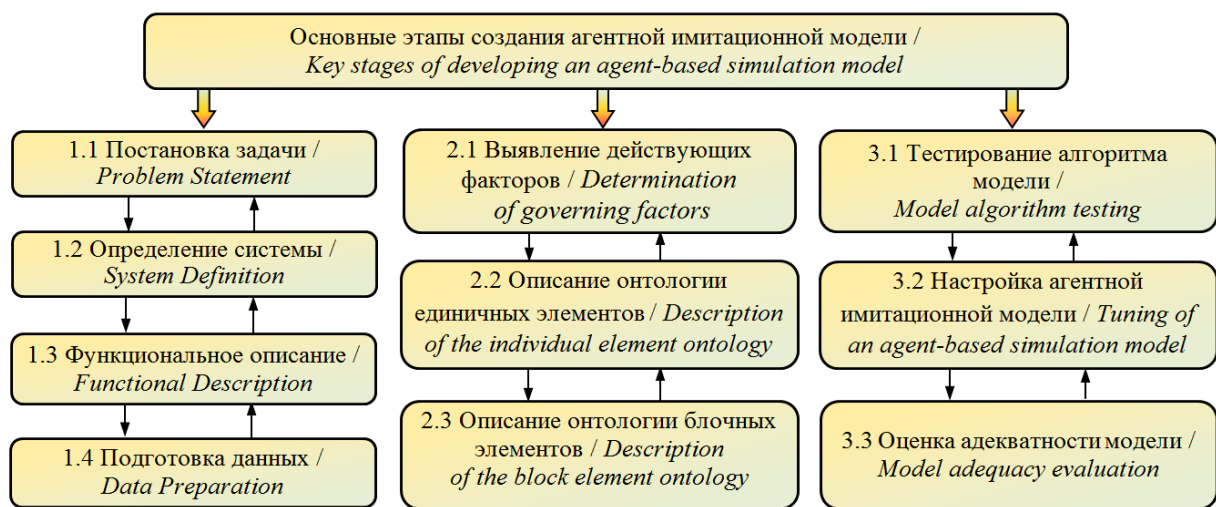 Основные этапы создания агентной имитационной модели /
Key stages of developing an agent-based simulation model
1.1 Постановка задачи /
Problem Statement
1.2 Определение системы /
System Definition
1.3 Функциональное описание /
Functional Description
1.4 Подготовка данных /
Data Preparation
2.1 Выявление действующих
факторов / Determination
of governing factors
2.2 Описание онтологии
единичных элементов / Description
of the individual element ontology
2.3 Описание онтологии блочных
элементов / Description
of the block element ontology
3.1 Тестирование алгоритма
модели /
Model algorithm testing
3.2 Настройка агентной
имитационной модели / Tuning of
an agent-based simulation model
3.3 Оценка адекватности модели /
Model adequacy evaluation